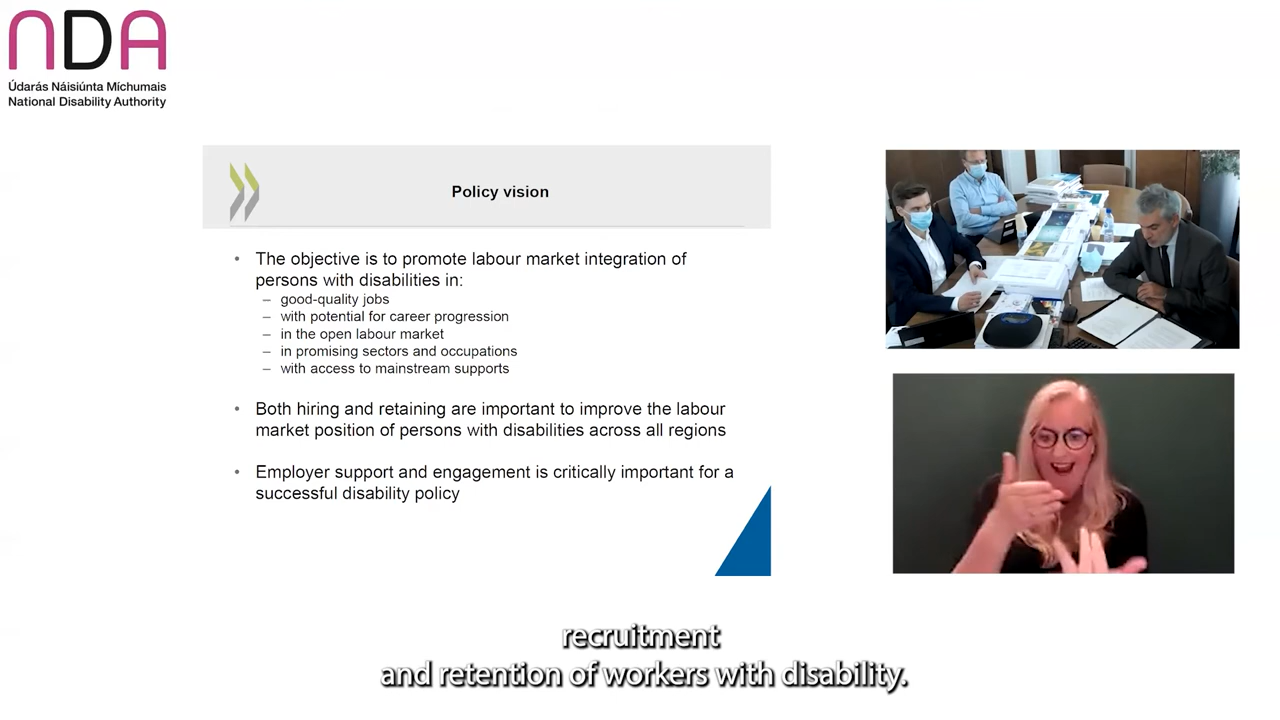 NDA
Údarás Náisiúnta Míchumais
National Disability Authority
Policy vision
• The objective is to promote labour market integration of
persons with disabilities in:
– good-quality jobs
– with potential for career progression
– in the open labour market
– in promising sectors and occupations
– with access to mainstream supports
• Both hiring and retaining are important to improve the labour
market position of persons with disabilities across all regions
• Employer support and engagement is critically important for a
successful disability policy
recruitment
and retention of workers with disability.